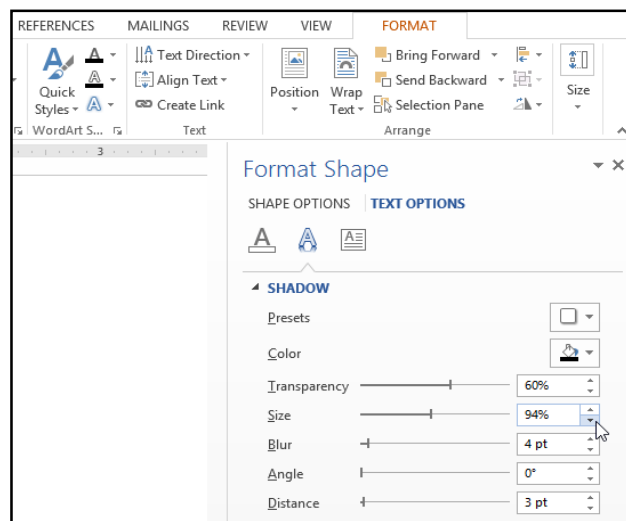 REFERENCES MAILINGS REVIEW VIEW FORMAT
A Text Direction Bring Forward
Quick Styles Align Text Position Wrap Text Send Backward Size
Create Link Selection Pane
WordArt S... Text Arrange
3
Format Shape
SHAPE OPTIONS TEXT OPTIONS
A A A
SHADOW
Presets
Color
Transparency 60%
Size 94%
Blur 4 pt
Angle 0°
Distance 3 pt